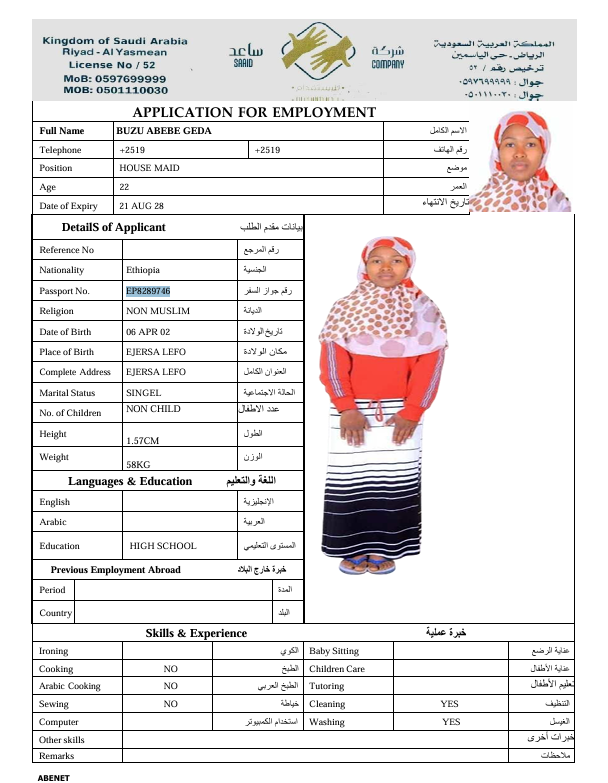 Kingdom of Saudi Arabia
Riyad - Al Yasmean
License No / 52
MoB: 0597699999
MOB: 0501110030
ساعد
SAAID
شركة
COMPANY
المملكة العربية السعودية
الرياض- حي الياسمين
ترخيص رقم / ٥٢
جوال : ٠٥٩٧٦٩٩٩٩٩
جوال : ٠٥٠١١١٠٠٣٠
APPLICATION FOR EMPLOYMENT
Full Name BUZU ABEBE GEDA الاسم الكامل
Telephone +2519 +2519 رقم الهاتف
Position HOUSE MAID موضع
Age 22 العمر
Date of Expiry 21 AUG 28 تاريخ الانتهاء
DetailS of Applicant بيانات مقدم الطلب
Reference No رقم المرجع
Nationality Ethiopia الجنسية
Passport No. EP8289746 رقم جواز السفر
Religion NON MUSLIM الديانة
Date of Birth 06 APR 02 تاريخ الولادة
Place of Birth EJERSA LEFO مكان الولادة
Complete Address EJERSA LEFO العنوان الكامل
Marital Status SINGEL الحالة الاجتماعية
No. of Children NON CHILD عدد الاطفال
Height 1.57CM الطول
Weight 58KG الوزن
Languages & Education اللغة والتعليم
English الإنجليزية
Arabic العربية
Education HIGH SCHOOL المستوى التعليمي
Previous Employment Abroad خبرة خارج البلاد
Period المدة
Country البلد
Skills & Experience خبرة عملية
Ironing الكوي Baby Sitting عناية الرضع
Cooking NO الطبخ Children Care عناية الأطفال
Arabic Cooking NO الطبخ العربي Tutoring تعليم الأطفال
Sewing NO خياطة Cleaning YES التنظيف
Computer استخدام الكمبيوتر Washing YES الغسيل
Other skills خبرات أخرى
Remarks ملاحظات
ABENET